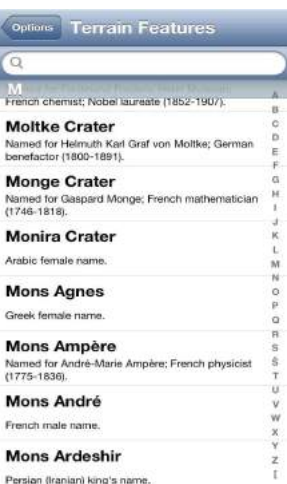 Options
Terrain Features
M
French chemist; Nobel laureate (1852-1907).
Moltke Crater
Named for Helmuth Karl Graf von Moltke; German
benefactor (1800-1891).
Monge Crater
Named for Gaspard Monge; French mathematician
(1746-1818).
Monira Crater
Arabic female name.
Mons Agnes
Greek female name.
Mons Ampère
Named for André-Marie Ampère; French physicist
(1775-1836).
Mons André
French male name.
Mons Ardeshir
Persian (Iranian) king's name.
A
B
C
D
E
F
G
H
I
J
K
L
M
N
O
P
Q
R
S
Š
T
U
V
W
X
Y
Z
[